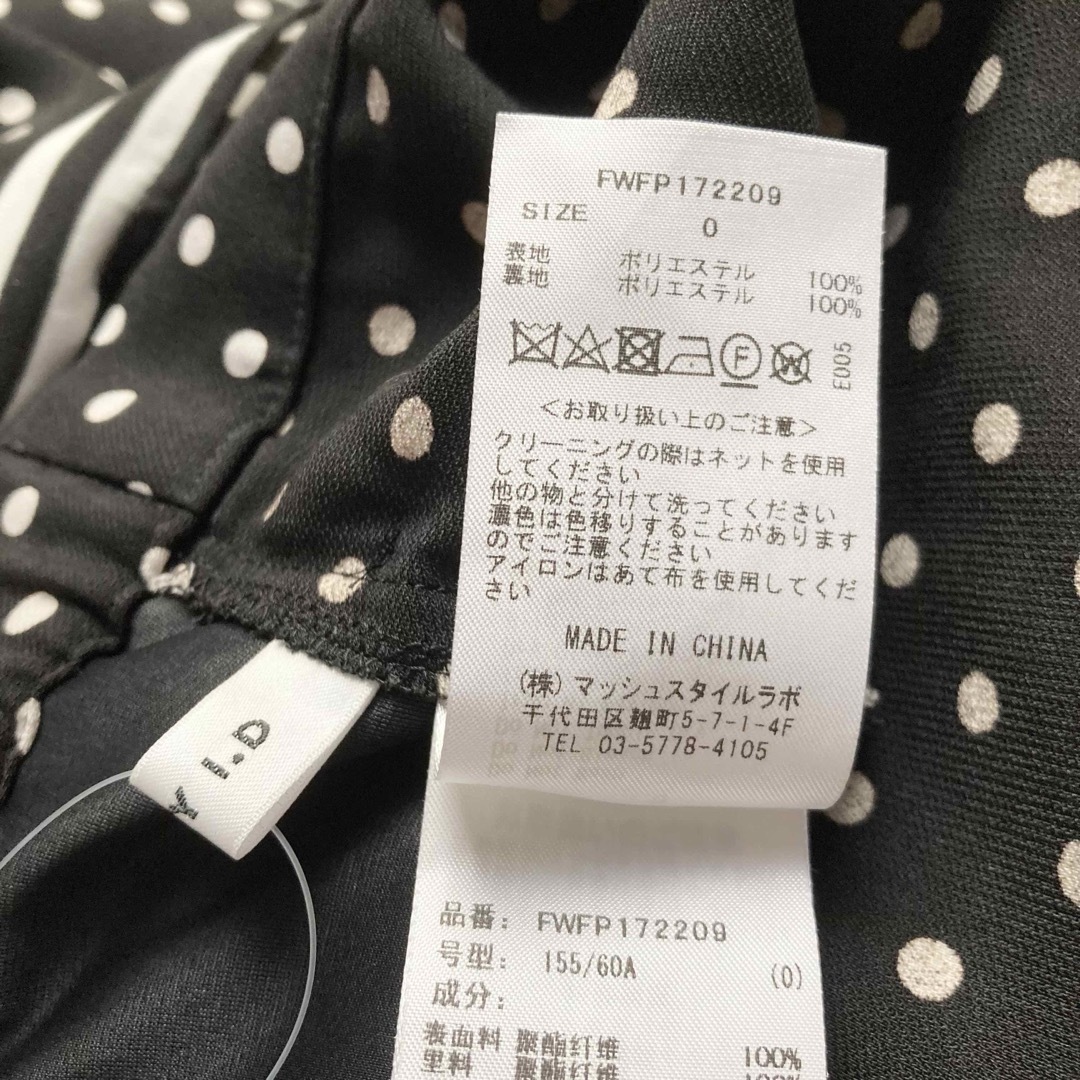 FWFP172209
SIZE 0
表地 ポリエステル 100%
裏地 ポリエステル 100%
F W E005
<お取り扱い上のご注意>
クリーニングの際はネットを使用
してください
他の物と分けて洗ってください
濃色は色移りすることがあります
のでご注意ください
アイロンはあて布を使用してくだ
さい
MADE IN CHINA
(株)マッシュスタイルラボ
千代田区麹町5-7-1-4F
TEL 03-5778-4105
I.D
品番: FWFP172209
号型: 155/60A (0)
成分:
表面料 聚酯纤维 100%
里料 聚酯纤维 100%